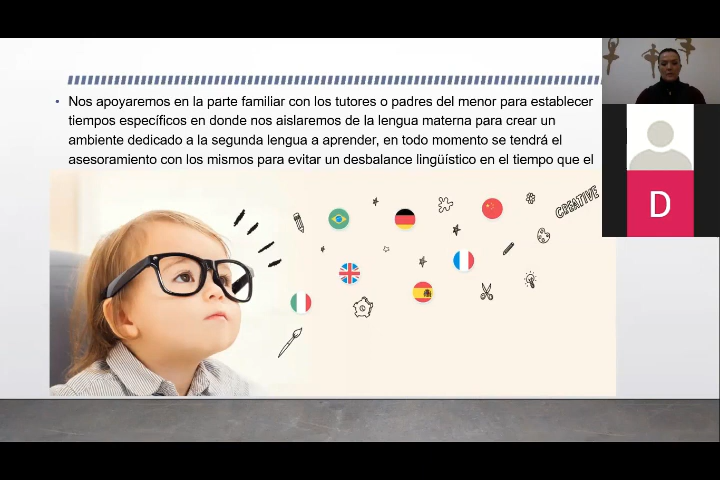 Nos apoyaremos en la parte familiar con los tutores o padres del menor para establecer
tiempos específicos en donde nos aislaremos de la lengua materna para crear un
ambiente dedicado a la segunda lengua a aprender, en todo momento se tendrá el
asesoramiento con los mismos para evitar un desbalance lingüístico en el tiempo que el
CREATIVE
D